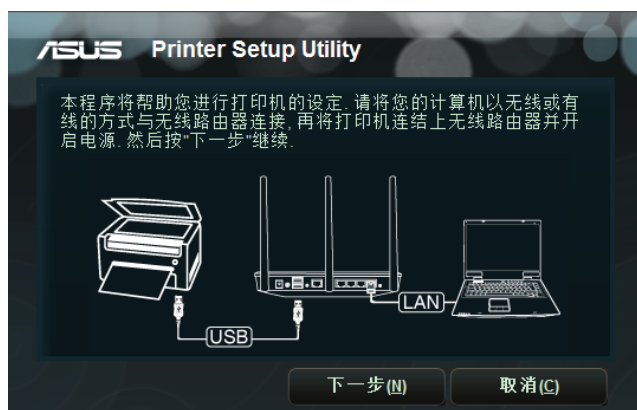 ASUS Printer Setup Utility
本程序将帮助您进行打印机的设定. 请将您的计算机以无线或有
线的方式与无线路由器连接, 再将打印机连结上无线路由器并开
启电源. 然后按"下一步"继续.
LAN
USB
下一步(N) 取消(C)